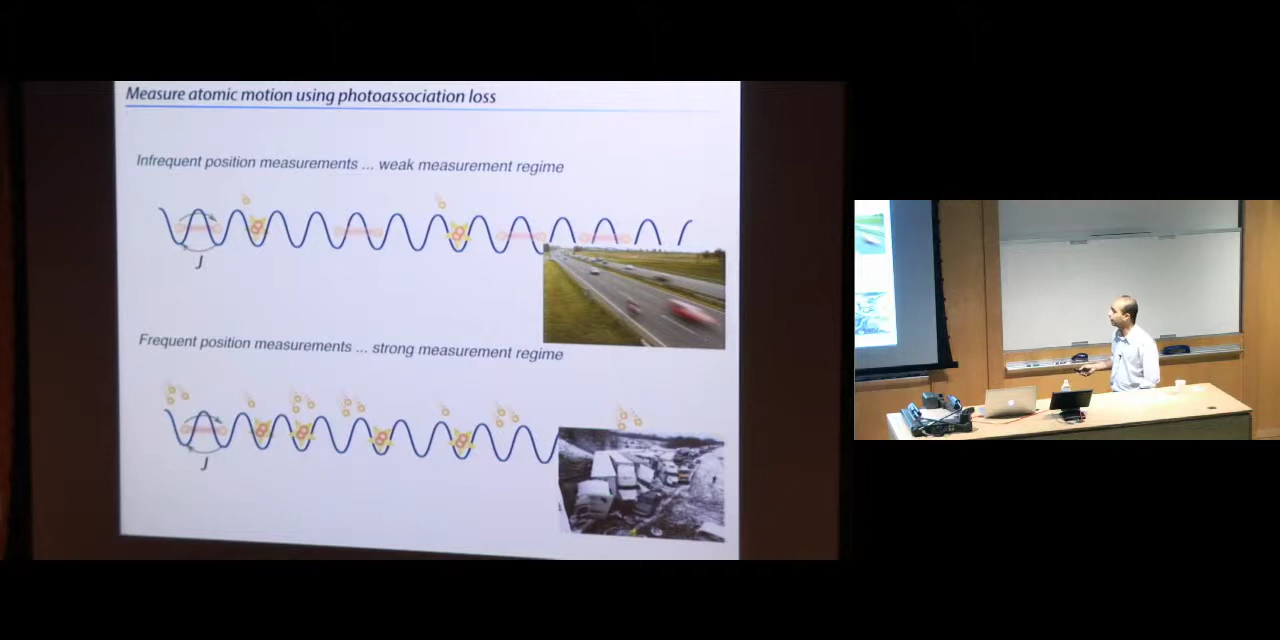 Measure atomic motion using photoassociation loss
Infrequent position measurements ... weak measurement regime
J
Frequent position measurements ... strong measurement regime
J